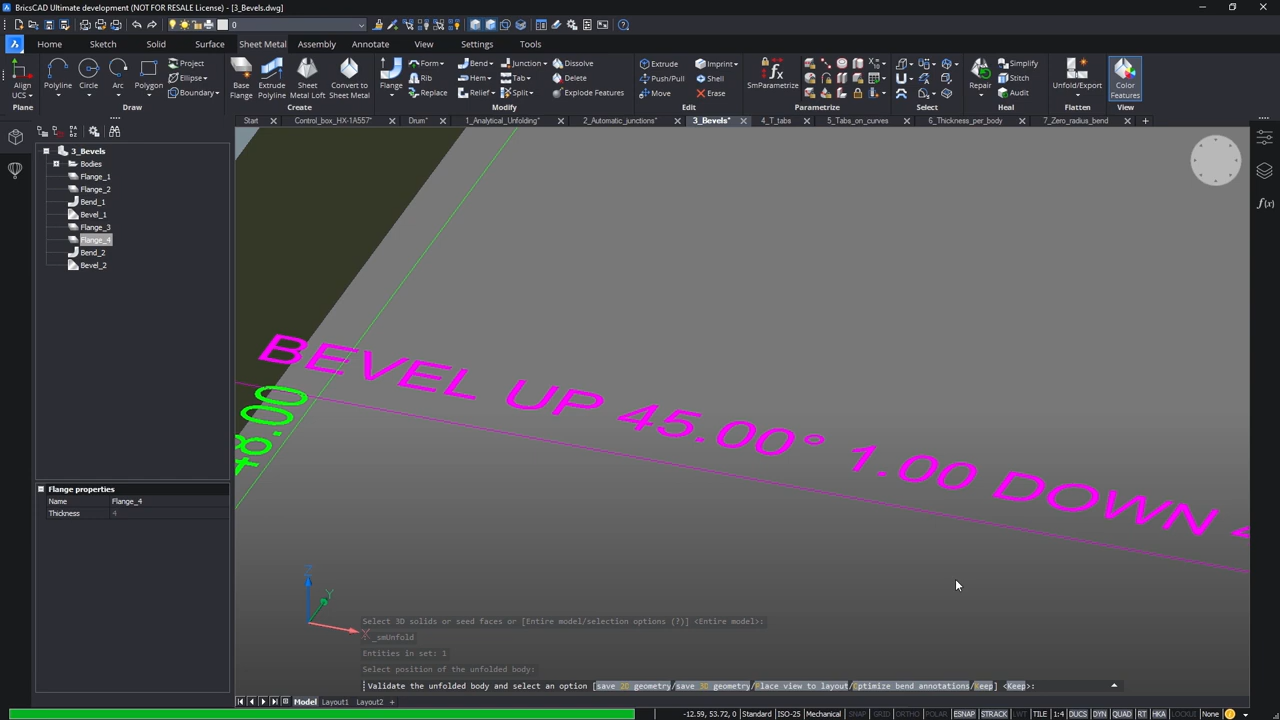 BricsCAD Ultimate development (NOT FOR RESALE License) - [3_Bevels.dwg]
0
Home Sketch Solid Surface Sheet Metal Assembly Annotate View Settings Tools
Align UCS
Polyline
Circle
Arc
Polygon
Project
Ellipse
Boundary
Base Flange
Extrude Polyline
Sheet Loft
Convert to Sheet Metal
Flange
Form
Rib
Replace
Bend
Hem
Relief
Junction
Tab
Split
Dissolve
Delete
Explode Features
Extrude
Push/Pull
Move
Imprint
Shell
Erase
SmParametrize
Repair
Simplify
Stitch
Audit
Unfold/Export
Color Features
Plane Draw Create Modify Edit Parametrize Select Heal Flatten View
Start Control_box_HX-1A557* Drum* 1_Analytical_Unfolding* 2_Automatic_junctions* 3_Bevels* 4_T_tabs 5_Tabs_on_curves 6_Thickness_per_body 7_Zero_radius_bend
3_Bevels
Bodies
Flange_1
Flange_2
Bend_1
Bevel_1
Flange_3
Flange_4
Bend_2
Bevel_2
Flange properties
Name Flange_4
Thickness 4
BEVEL UP 45.00° 1.00 DOWN
48.00
Z
Y
X
Select 3D solids or seed faces or [Entire model/selection options (?)] <Entire model>:
: _smUnfold
Entities in set: 1
Select position of the unfolded body:
Validate the unfolded body and select an option [save 2D geometry/save 3D geometry/Place view to layout/Optimize bend annotations/Keep] <Keep>:
Model Layout1 Layout2 +
-12.59, 53.72, 0 Standard ISO-25 Mechanical SNAP GRID ORTHO POLAR ESNAP STRACK LWT TILE 1:4 DUCS DYN QUAD RT HKA LOCKUI None